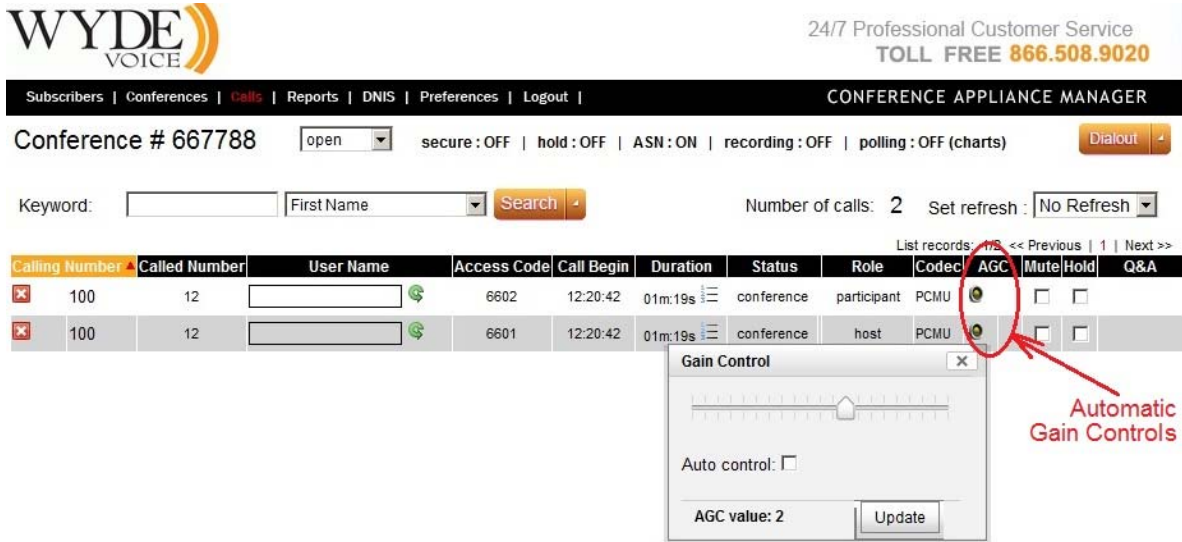 WYDE
VOICE
24/7 Professional Customer Service
TOLL FREE 866.508.9020
Subscribers | Conferences | Calls | Reports | DNIS | Preferences | Logout |
CONFERENCE APPLIANCE MANAGER
Conference # 667788 open secure : OFF | hold : OFF | ASN : ON | recording : OFF | polling : OFF (charts) Dialout
Keyword: First Name Search Number of calls: 2 Set refresh : No Refresh
List records: 1/2 << Previous | 1 | Next >>
Calling Number Called Number User Name Access Code Call Begin Duration Status Role Codec AGC Mute Hold Q&A
100 12 6602 12:20:42 01m:19s conference participant PCMU
100 12 6601 12:20:42 01m:19s conference host PCMU
Gain Control
Auto control:
AGC value: 2 Update
Automatic
Gain Controls